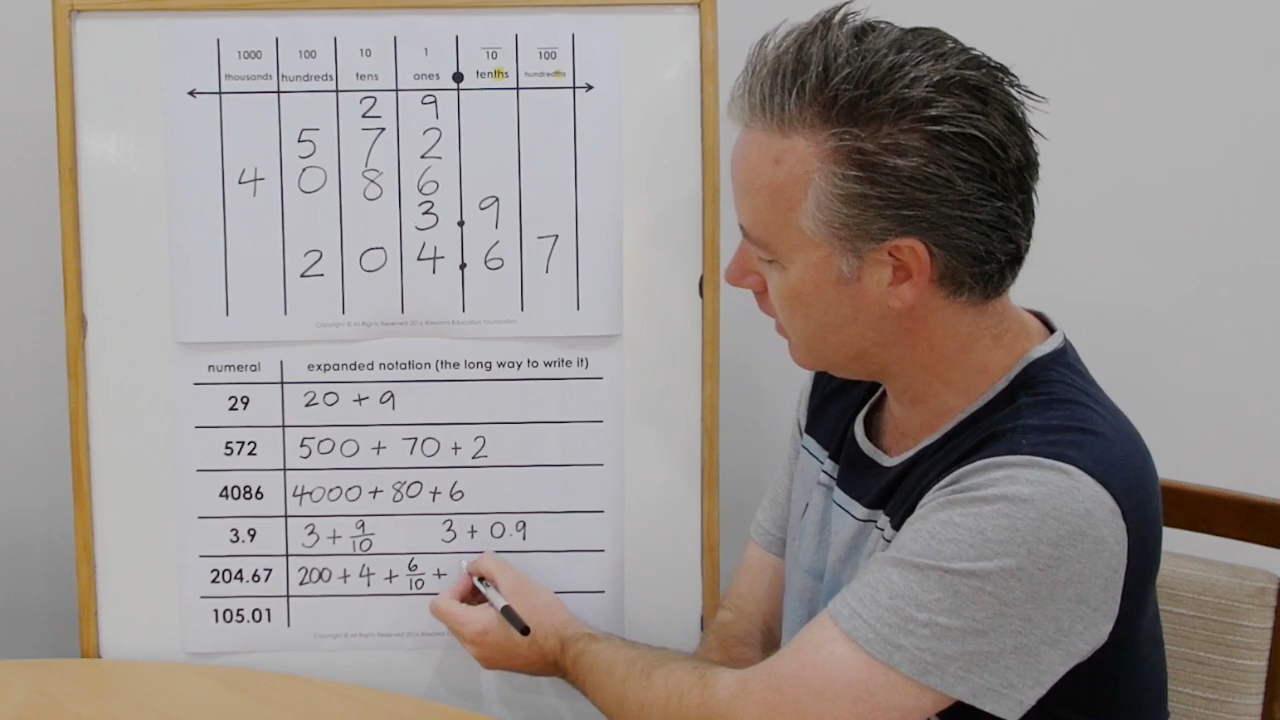 1000 100 10 1 10 100
thousands hundreds tens ones tenths hundredths
2 9
5 7 2
4 0 8 6
3 . 9
2 0 4 . 6 7
numeral expanded notation (the long way to write it)
29 20 + 9
572 500 + 70 + 2
4086 4000 + 80 + 6
3.9 3 + 9/10 3 + 0.9
204.67 200 + 4 + 6/10 +
105.01